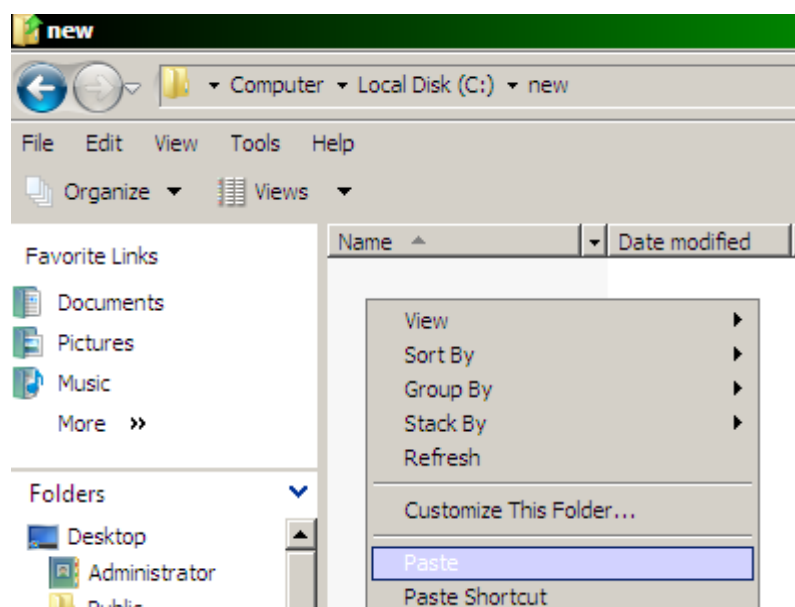 new
Computer Local Disk (C:) new
File Edit View Tools Help
Organize Views
Name Date modified
Favorite Links
Documents
Pictures
Music
More »
Folders
Desktop
Administrator
Public
View
Sort By
Group By
Stack By
Refresh
Customize This Folder...
Paste
Paste Shortcut